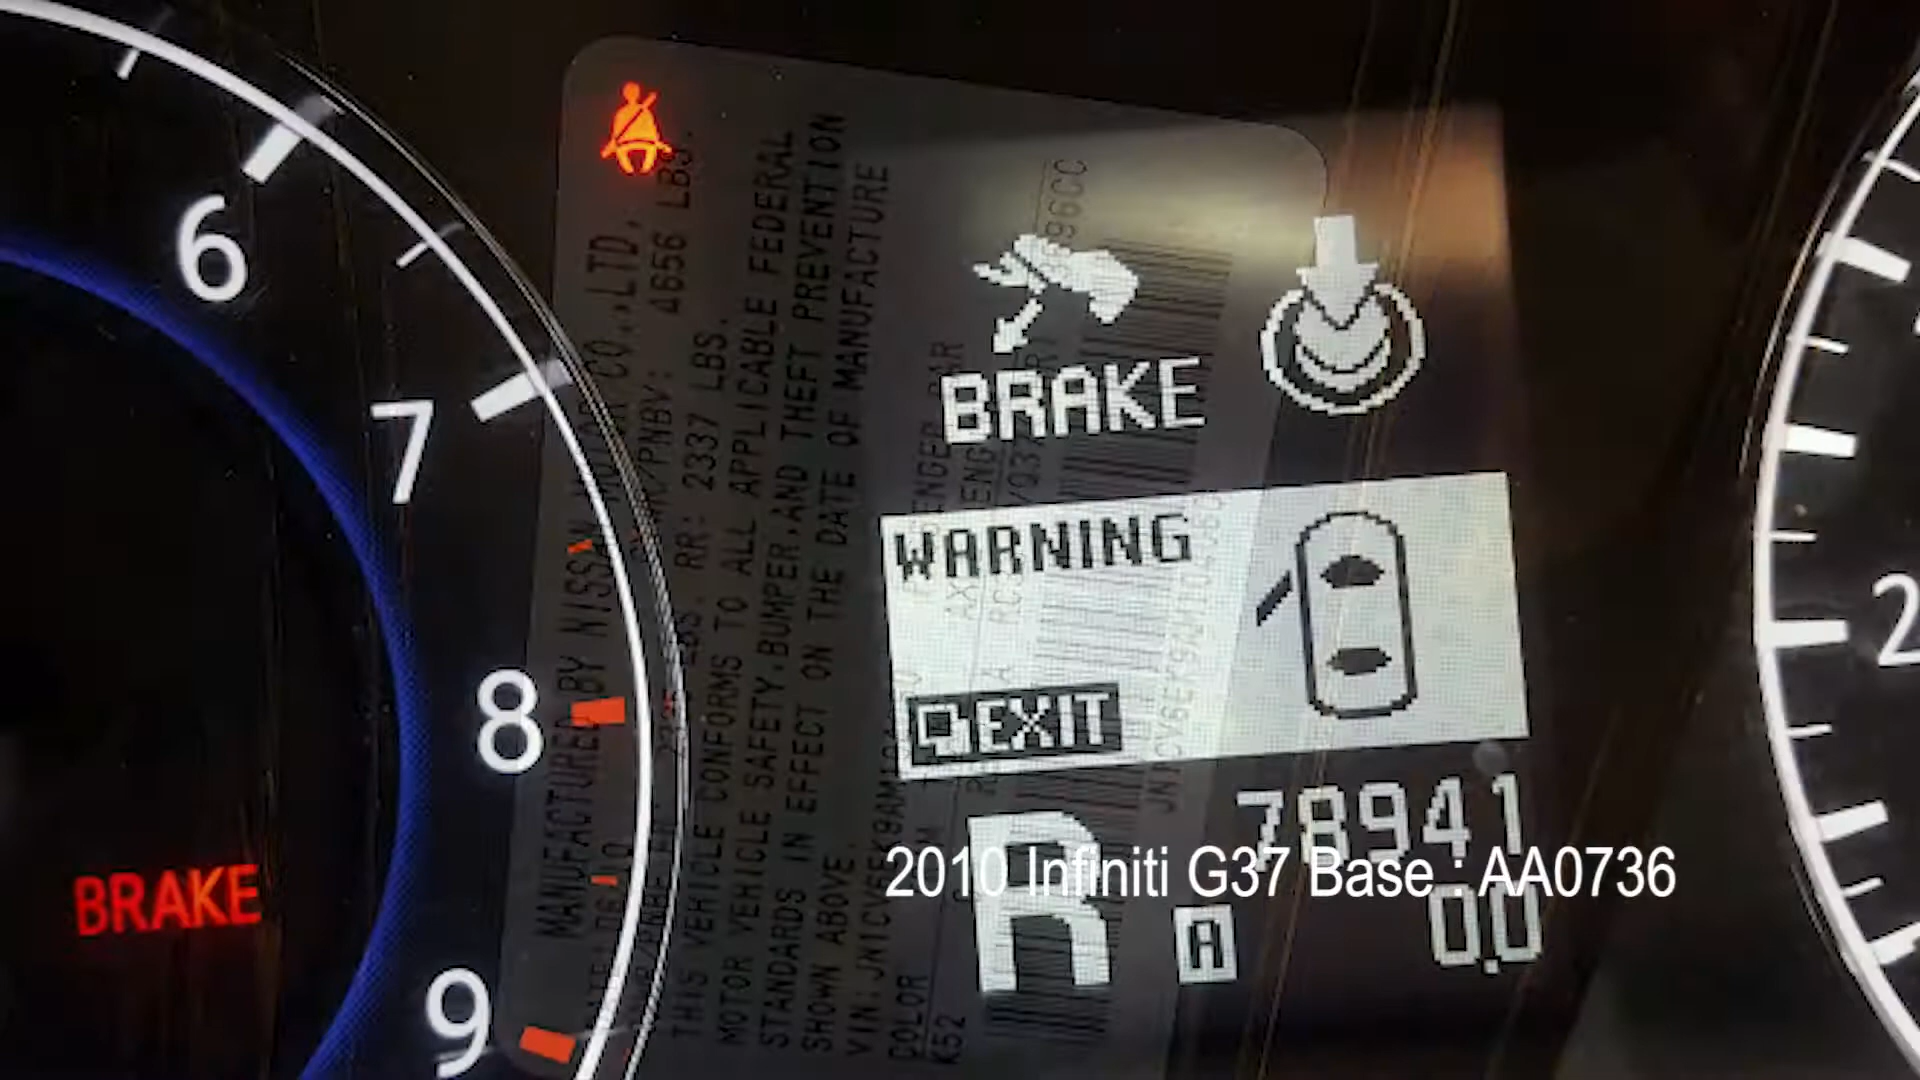 6
7
8
9
BRAKE
BRAKE
WARNING
EXIT
R
A
78941
0.0
2
2010 Infiniti G37 Base : AA0736
MANUFACTURED BY NISSAN MOTOR CO.,LTD.
4656 LBS.
LBS. RR: 2337 LBS.
THIS VEHICLE CONFORMS TO ALL APPLICABLE FEDERAL
MOTOR VEHICLE SAFETY,BUMPER,AND THEFT PREVENTION
STANDARDS IN EFFECT ON THE DATE OF MANUFACTURE
SHOWN ABOVE.
COLOR
K52